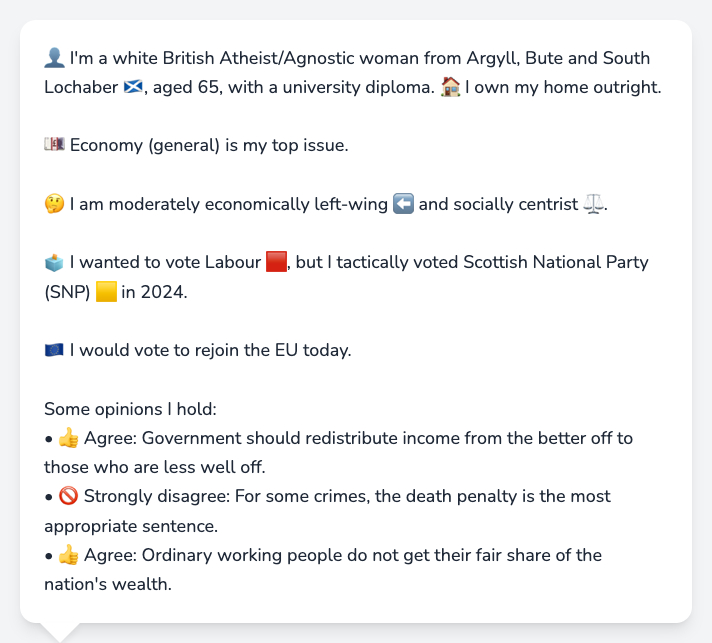 👤 I'm a white British Atheist/Agnostic woman from Argyll, Bute and South
Lochaber 🏴󠁧󠁢󠁳󠁣󠁴󠁿, aged 65, with a university diploma. 🏠 I own my home outright.
💷 Economy (general) is my top issue.
🤔 I am moderately economically left-wing ⬅️ and socially centrist ⚖️.
🗳️ I wanted to vote Labour 🟥, but I tactically voted Scottish National Party
(SNP) 🟨 in 2024.
🇪🇺 I would vote to rejoin the EU today.
Some opinions I hold:
• 👍 Agree: Government should redistribute income from the better off to
those who are less well off.
• 🚫 Strongly disagree: For some crimes, the death penalty is the most
appropriate sentence.
• 👍 Agree: Ordinary working people do not get their fair share of the
nation's wealth.